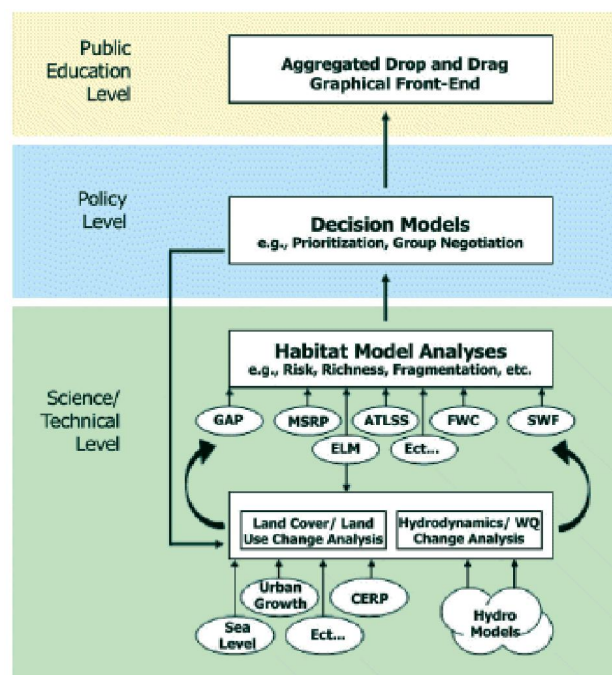 Public
Education
Level
Aggregated Drop and Drag
Graphical Front-End
Policy
Level
Decision Models
e.g., Prioritization, Group Negotiation
Science/
Technical
Level
Habitat Model Analyses
e.g., Risk, Richness, Fragmentation, etc.
GAP
MSRP
ELM
ATLSS
Ect...
FWC
SWF
Land Cover/ Land
Use Change Analysis
Hydrodynamics/ WQ
Change Analysis
Sea
Level
Urban
Growth
Ect...
CERP
Hydro
Models